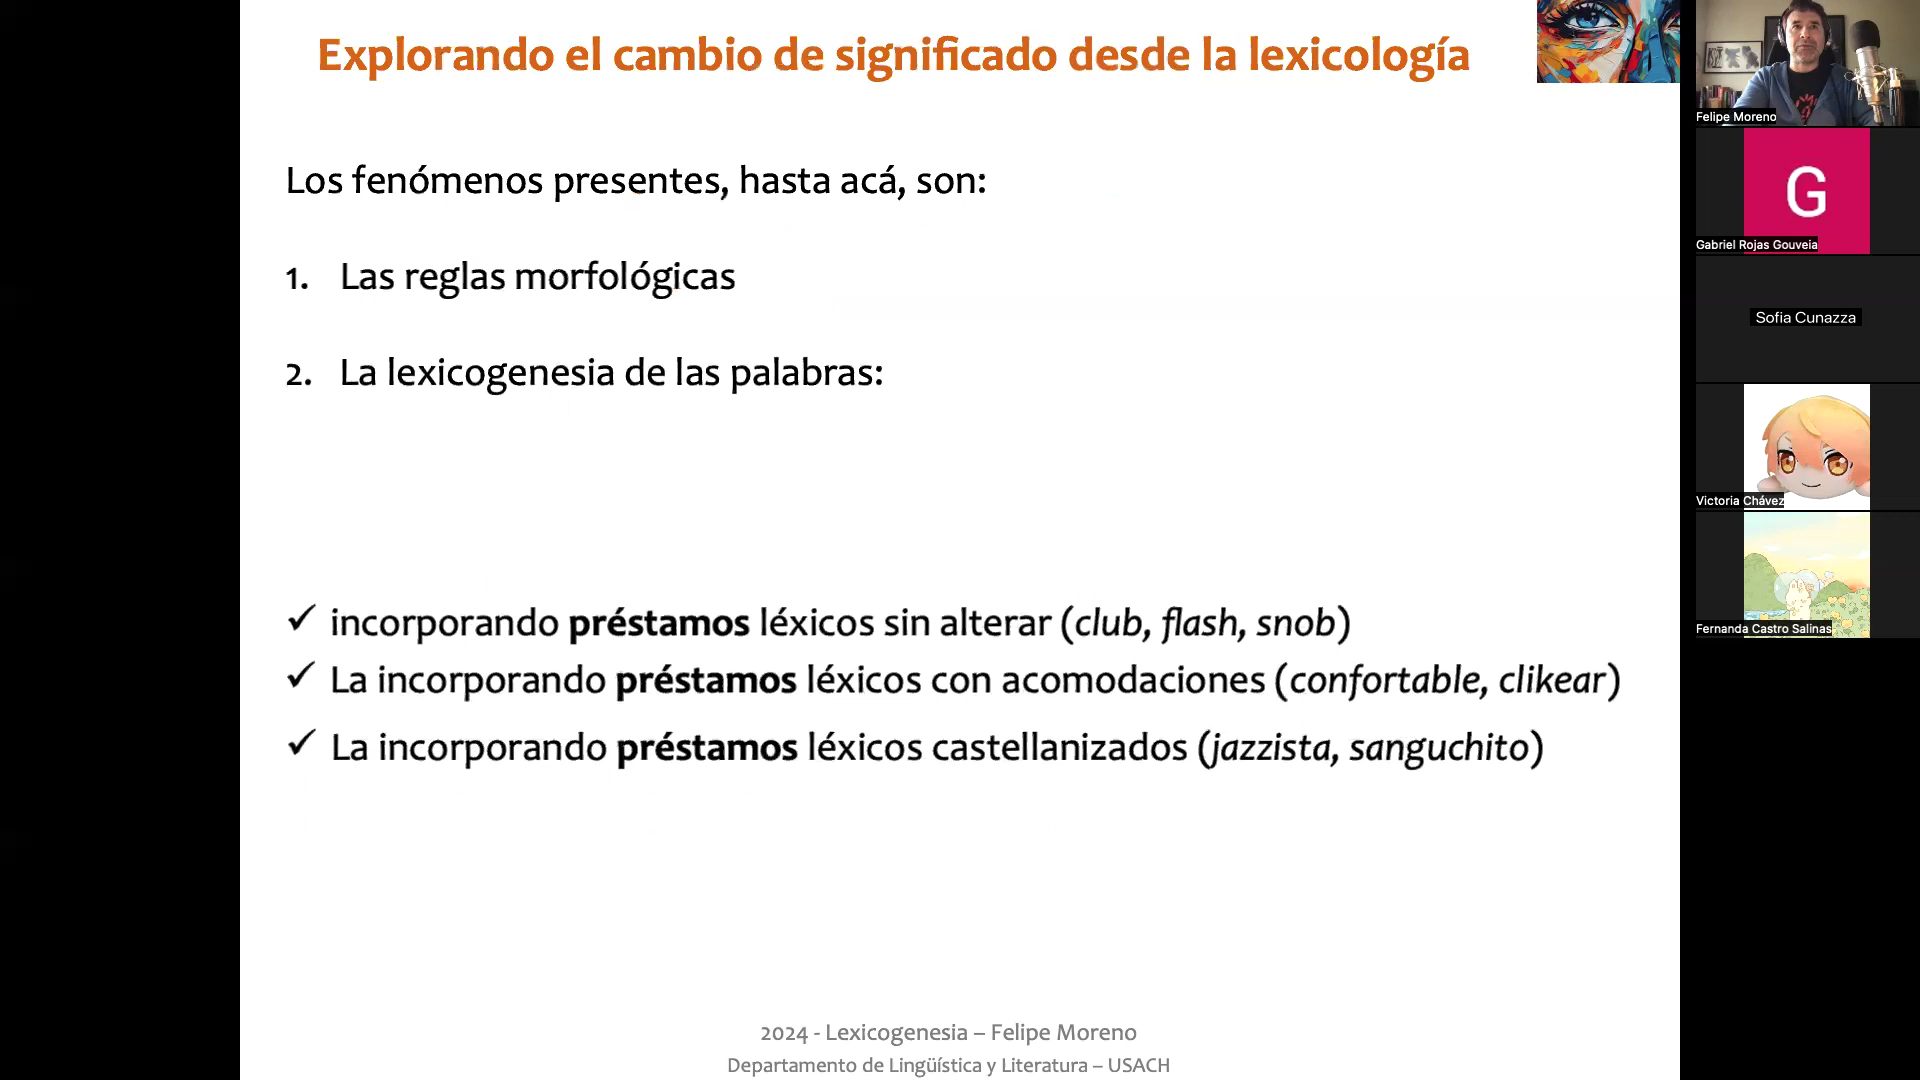 Explorando el cambio de significado desde la lexicología
Los fenómenos presentes, hasta acá, son:
1. Las reglas morfológicas
2. La lexicogenesia de las palabras:
✓ incorporando préstamos léxicos sin alterar (club, flash, snob)
✓ La incorporando préstamos léxicos con acomodaciones (confortable, clikear)
✓ La incorporando préstamos léxicos castellanizados (jazzista, sanguchito)
2024 - Lexicogenesia – Felipe Moreno
Departamento de Lingüística y Literatura – USACH
Felipe Moreno
G
Gabriel Rojas Gouveia
Sofia Cunazza
Victoria Chávez
Fernanda Castro Salinas